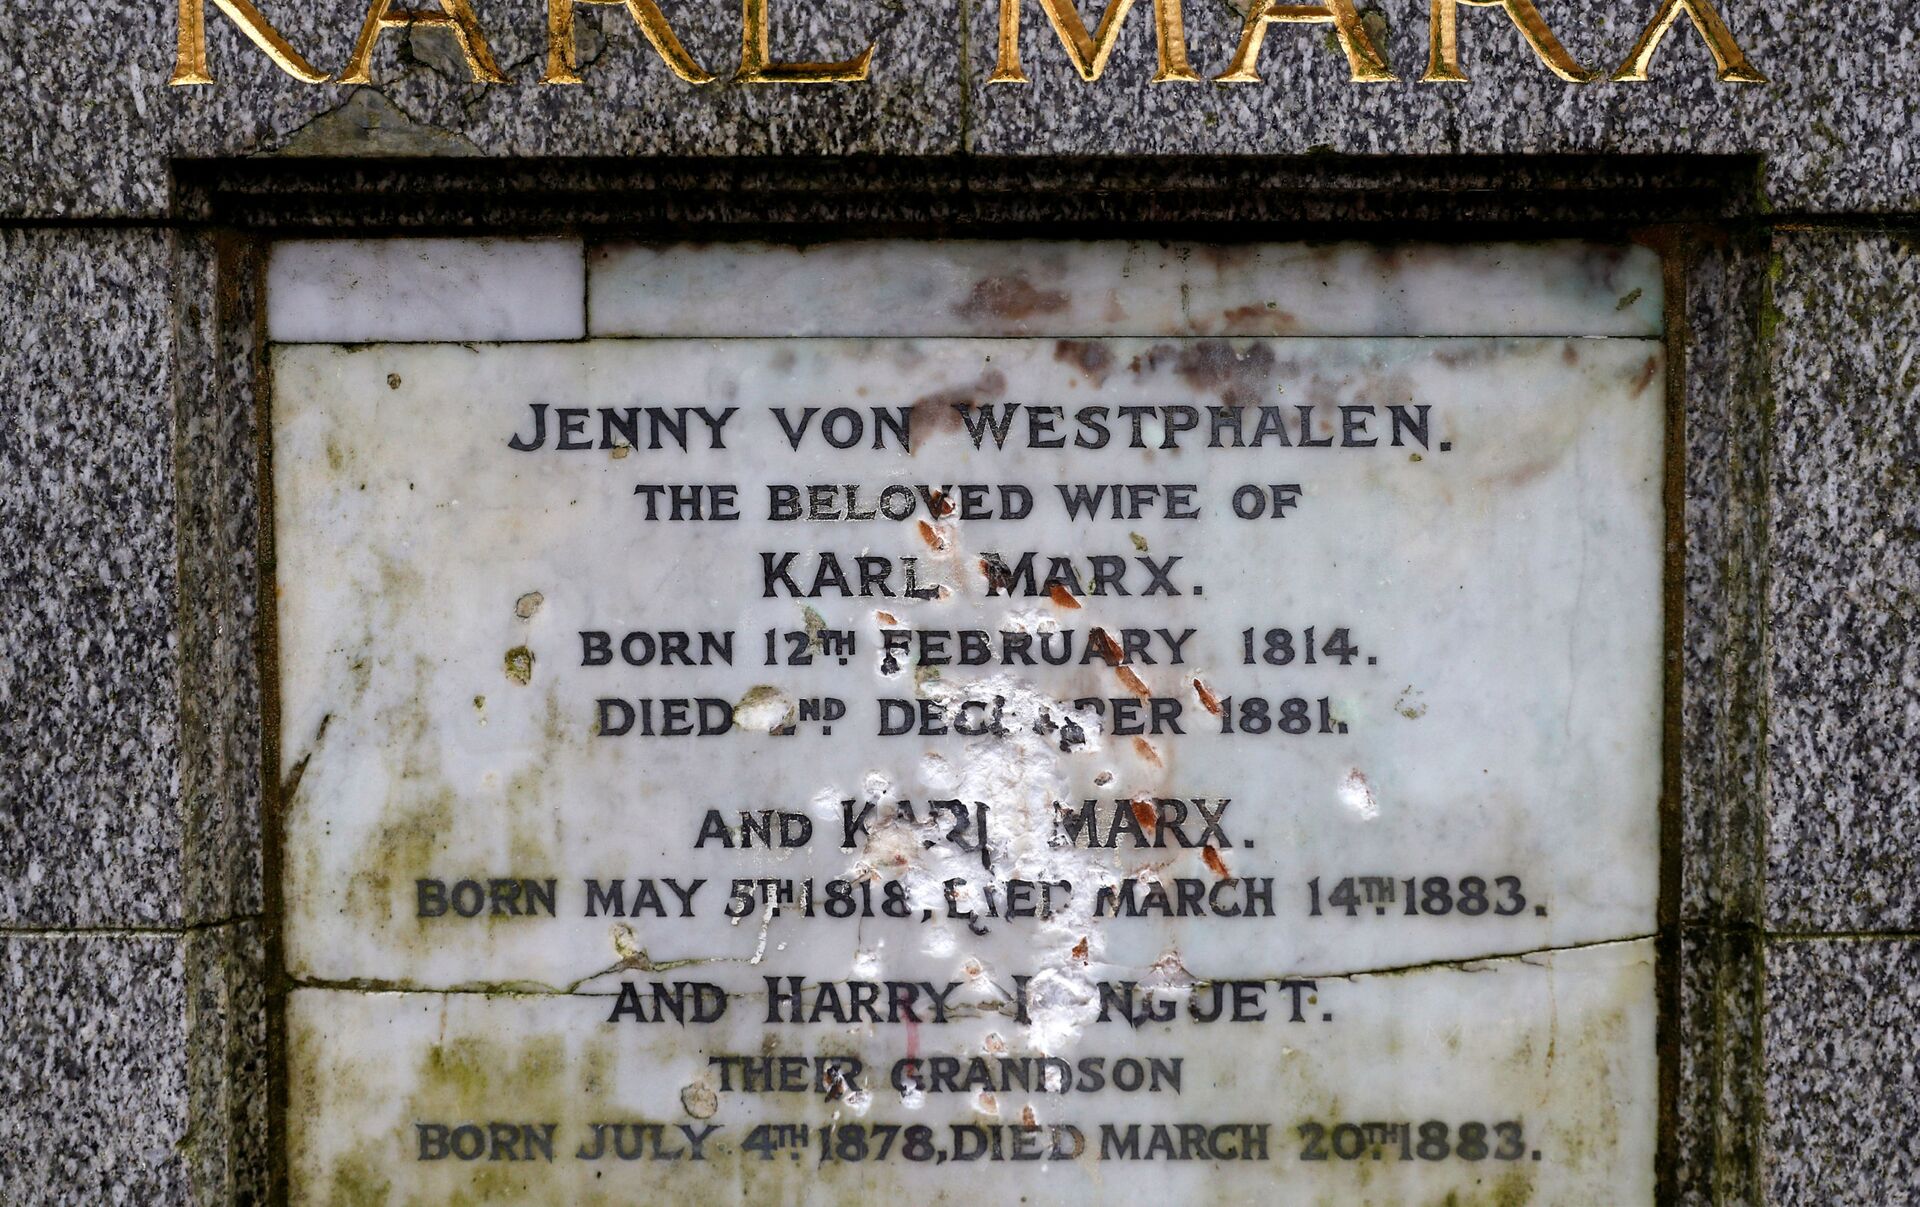 KARL MARX
JENNY VON WESTPHALEN.
THE BELOVED WIFE OF
KARL MARX.
BORN 12TH. FEBRUARY 1814.
DIED 2ND. DECEMBER 1881.
AND KARL MARX.
BORN MAY 5TH. 1818, DIED MARCH 14TH. 1883.
AND HARRY LONGUET.
THEIR GRANDSON
BORN JULY 4TH. 1878, DIED MARCH 20TH. 1883.